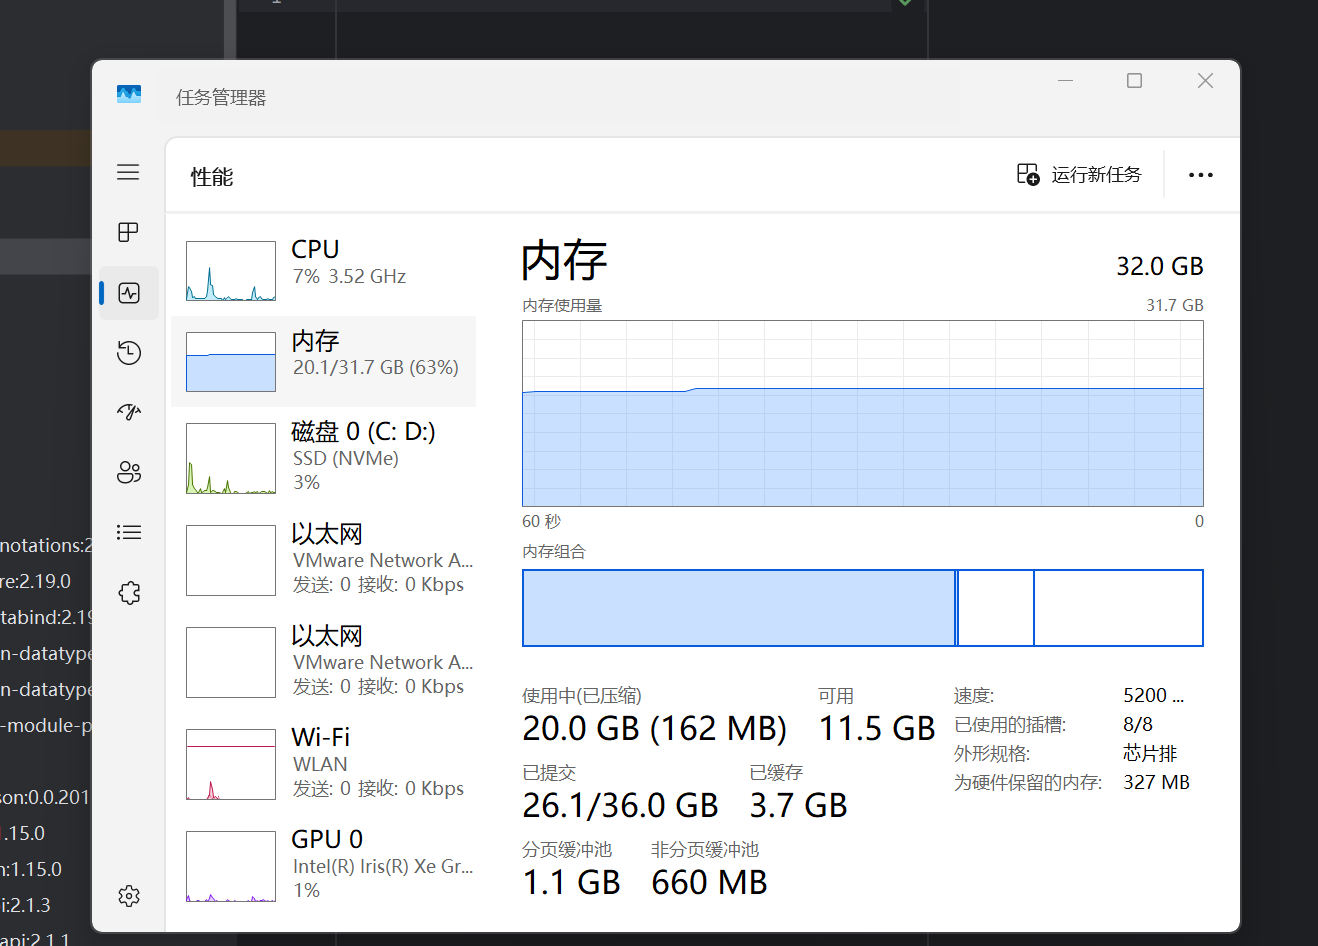 1
任务管理器
性能
运行新任务
CPU
7% 3.52 GHz
内存
20.1/31.7 GB (63%)
磁盘 0 (C: D:)
SSD (NVMe)
3%
以太网
VMware Network A...
发送: 0 接收: 0 Kbps
以太网
VMware Network A...
发送: 0 接收: 0 Kbps
Wi-Fi
WLAN
发送: 0 接收: 0 Kbps
GPU 0
Intel(R) Iris(R) Xe Gr...
1%
内存
32.0 GB
内存使用量
31.7 GB
60 秒
0
内存组合
使用中(已压缩)
20.0 GB (162 MB)
可用
11.5 GB
已提交
26.1/36.0 GB
已缓存
3.7 GB
分页缓冲池
1.1 GB
非分页缓冲池
660 MB
速度:
5200 ...
已使用的插槽:
8/8
外形规格:
芯片排
为硬件保留的内存:
327 MB
notations:2
re:2.19.0
tabind:2.19
n-datatype
n-datatype
-module-p
son:0.0.201
.15.0
n:1.15.0
i:2.1.3
api:2.1.1